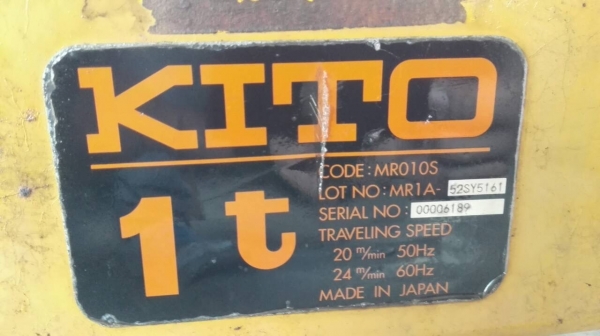 KITO
1t
CODE: MR010S
LOT NO: MR1A-52SY5161
SERIAL NO: 00006189
TRAVELING SPEED
20 m/min 50Hz
24 m/min 60Hz
MADE IN JAPAN